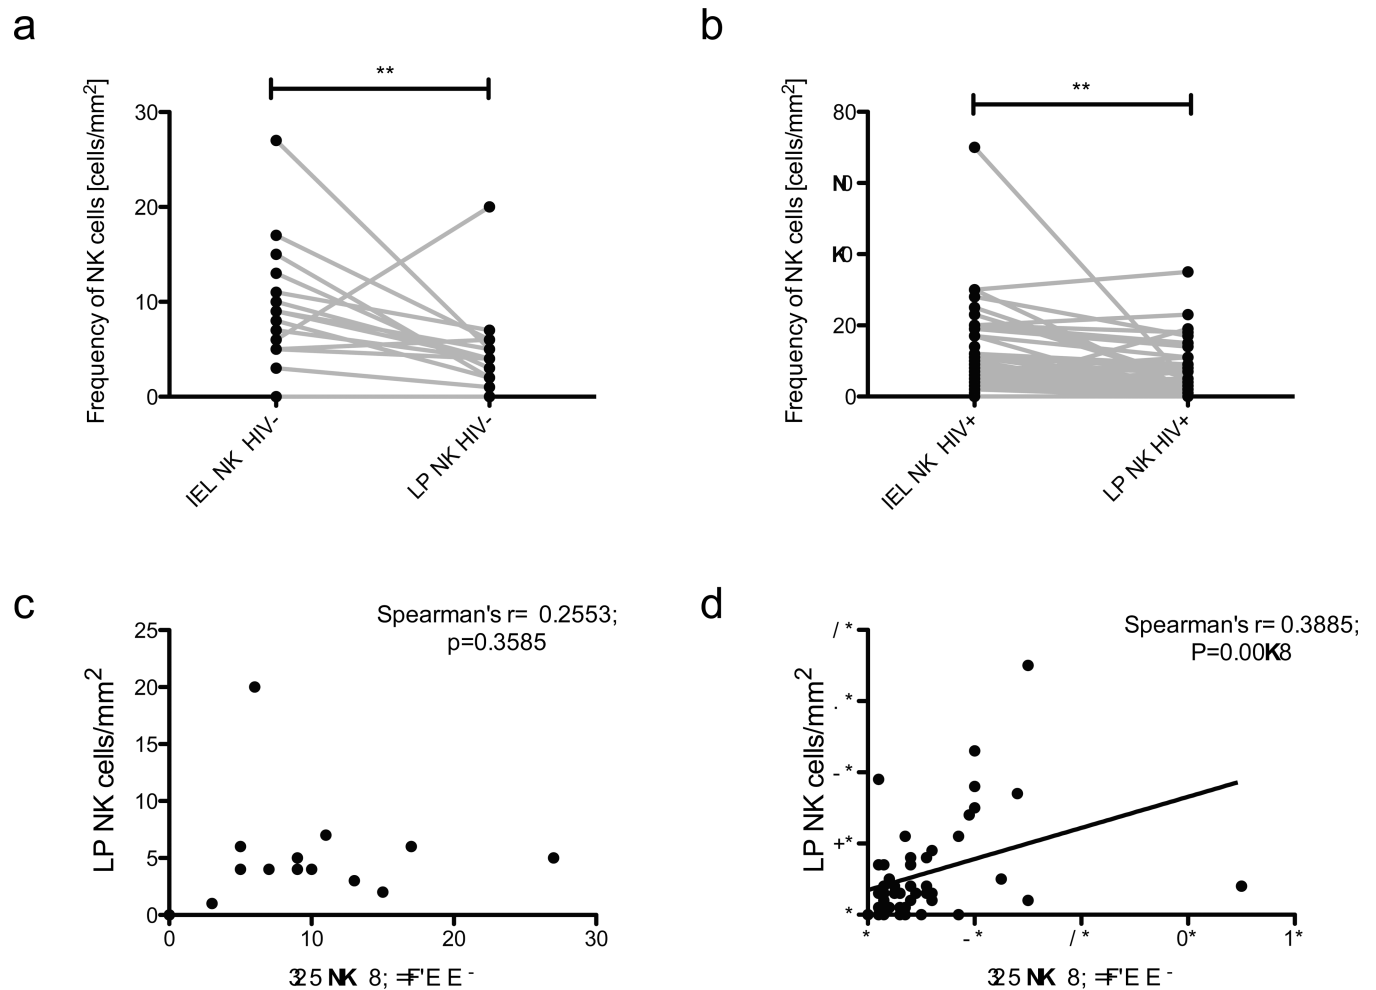 a
**
Frequency of NK cells [cells/mm2]
30
20
10
0
IEL NK HIV-
LP NK HIV-
b
**
Frequency of NK cells [cells/mm2]
80
20
0
IEL NK HIV+
LP NK HIV+
c
Spearman's r= 0.2553;
p=0.3585
LP NK cells/mm2
25
20
15
10
5
0
0
10
20
30
d
Spearman's r= 0.3885;
LP NK cells/mm2
/ *
. *
- *
+*
*
*
- *
/ *
0*
1*